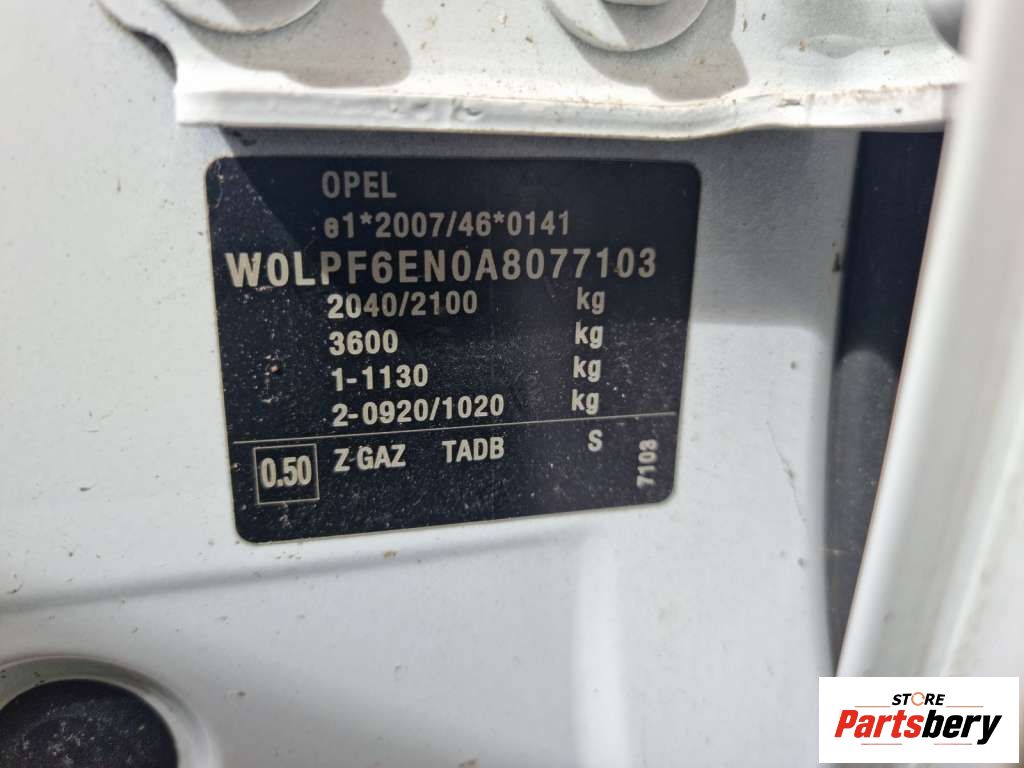 OPEL
e1*2007/46*0141
W0LPF6EN0A8077103
2040/2100 kg
3600 kg
1-1130 kg
2-0920/1020 kg
0.50 Z GAZ TADB S
7103
STORE
Partsbery